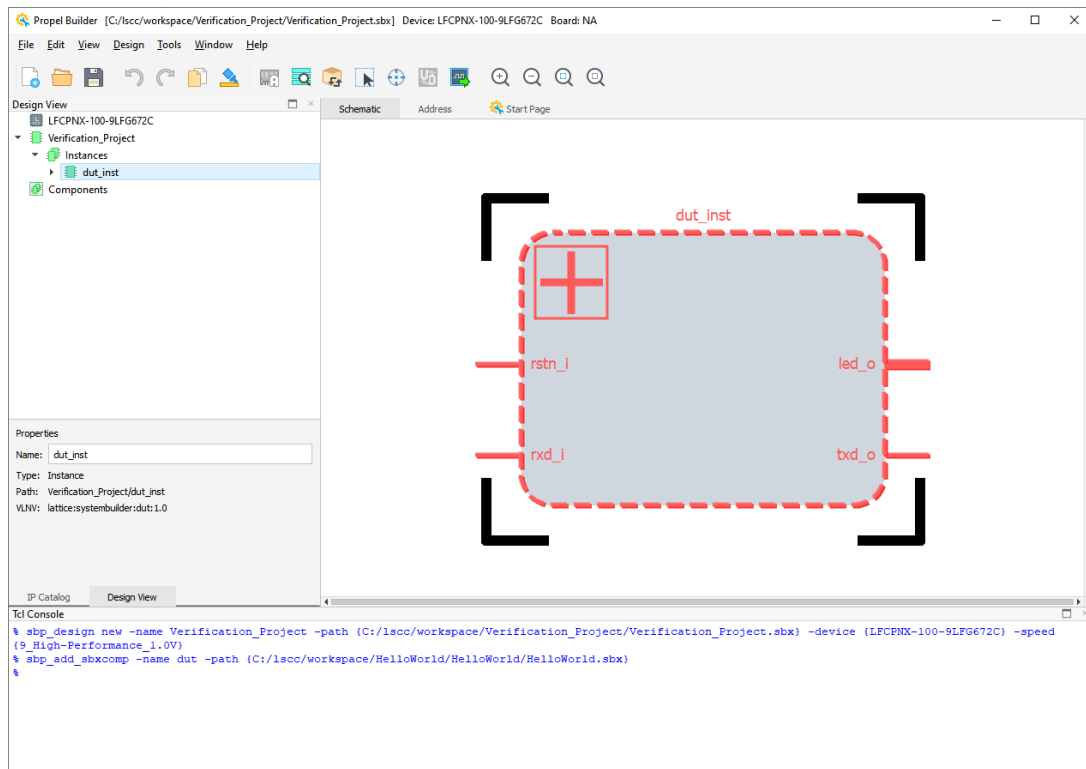 Propel Builder [C:/lscc/workspace/Verification_Project/Verification_Project.sbx] Device: LFCPNX-100-9LFG672C Board: NA
File Edit View Design Tools Window Help
Design View
LFCPNX-100-9LFG672C
Verification_Project
Instances
dut_inst
Components
Properties
Name: dut_inst
Type: Instance
Path: Verification_Project/dut_inst
VLNV: lattice:systembuilder:dut:1.0
IP Catalog Design View
Schematic Address Start Page
dut_inst
rstn_i led_o
rxd_i txd_o
Tcl Console
% sbp_design new -name Verification_Project -path {C:/lscc/workspace/Verification_Project/Verification_Project.sbx} -device {LFCPNX-100-9LFG672C} -speed
{9_High-Performance_1.0V}
% sbp_add_sbxcomp -name dut -path {C:/lscc/workspace/HelloWorld/HelloWorld/HelloWorld.sbx}
%